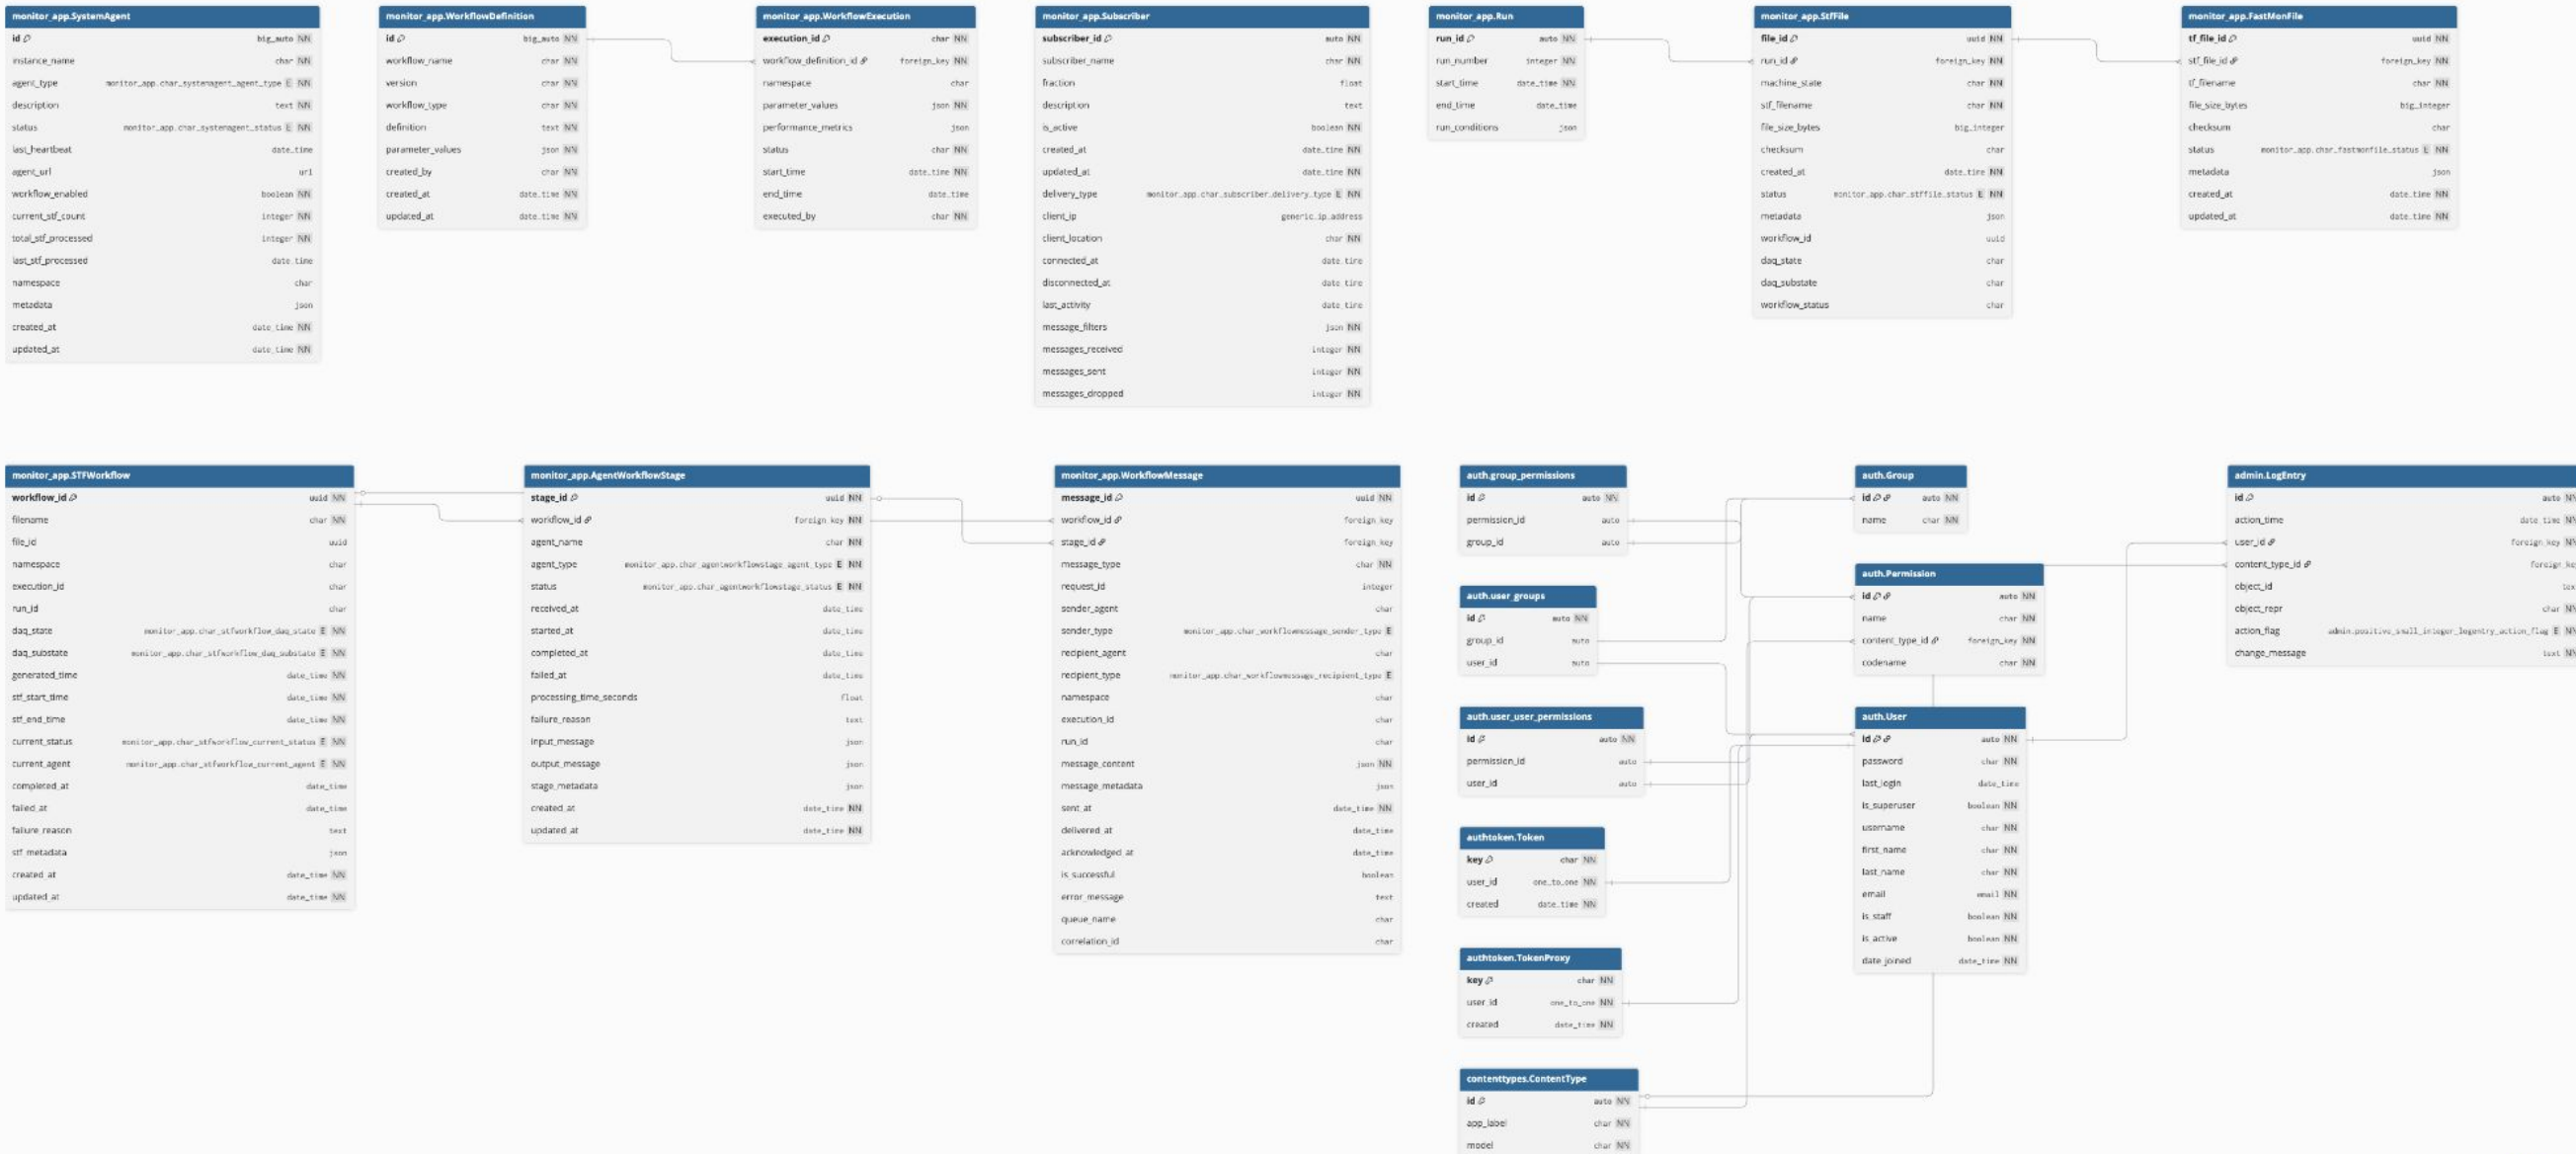 monitor_app.SystemAgent
id big_auto NN
instance_name char NN
agent_type monitor_app.char_systemagent_agent_type E NN
description text NN
status monitor_app.char_systemagent_status E NN
last_heartbeat date_time
agent_url url
workflow_enabled boolean NN
current_stf_count integer NN
total_stf_processed integer NN
last_stf_processed date_time
namespace char
metadata json
created_at date_time NN
updated_at date_time NN
monitor_app.WorkflowDefinition
id big_auto NN
workflow_name char NN
version char NN
workflow_type char NN
definition text NN
parameter_values json NN
created_by char NN
created_at date_time NN
updated_at date_time NN
monitor_app.WorkflowExecution
execution_id char NN
workflow_definition_id foreign_key NN
namespace char
parameter_values json NN
performance_metrics json
status char NN
start_time date_time NN
end_time date_time
executed_by char NN
monitor_app.Subscriber
subscriber_id auto NN
subscriber_name char NN
fraction float
description text
is_active boolean NN
created_at date_time NN
updated_at date_time NN
delivery_type monitor_app.char_subscriber_delivery_type E NN
client_ip generic_ip_address
client_location char NN
connected_at date_time
disconnected_at date_time
last_activity date_time
message_filters json NN
messages_received integer NN
messages_sent integer NN
messages_dropped integer NN
monitor_app.Run
run_id auto NN
run_number integer NN
start_time date_time NN
end_time date_time
run_conditions json
monitor_app.StfFile
file_id uuid NN
run_id foreign_key NN
machine_state char NN
stf_filename char NN
file_size_bytes big_integer
checksum char
created_at date_time NN
status monitor_app.char_stffile_status E NN
metadata json
workflow_id uuid
daq_state char
daq_substate char
workflow_status char
monitor_app.FastMonFile
tf_file_id uuid NN
stf_file_id foreign_key NN
tf_filename char NN
file_size_bytes big_integer
checksum char
status monitor_app.char_fastmonfile_status E NN
metadata json
created_at date_time NN
updated_at date_time NN
monitor_app.STFWorkflow
workflow_id uuid NN
filename char NN
file_id uuid
namespace char
execution_id char
run_id char
daq_state monitor_app.char_stfworkflow_daq_state E NN
daq_substate monitor_app.char_stfworkflow_daq_substate E NN
generated_time date_time NN
stf_start_time date_time NN
stf_end_time date_time NN
current_status monitor_app.char_stfworkflow_current_status E NN
current_agent monitor_app.char_stfworkflow_current_agent E NN
completed_at date_time
failed_at date_time
failure_reason text
stf_metadata json
created_at date_time NN
updated_at date_time NN
monitor_app.AgentWorkflowStage
stage_id uuid NN
workflow_id foreign_key NN
agent_name char NN
agent_type monitor_app.char_agentworkflowstage_agent_type E NN
status monitor_app.char_agentworkflowstage_status E NN
received_at date_time
started_at date_time
completed_at date_time
failed_at date_time
processing_time_seconds float
failure_reason text
input_message json
output_message json
stage_metadata json
created_at date_time NN
updated_at date_time NN
monitor_app.WorkflowMessage
message_id uuid NN
workflow_id foreign_key
stage_id foreign_key
message_type char NN
request_id integer
sender_agent char
sender_type monitor_app.char_workflowmessage_sender_type E
recipient_agent char
recipient_type monitor_app.char_workflowmessage_recipient_type E
namespace char
execution_id char
run_id char
message_content json NN
message_metadata json
sent_at date_time NN
delivered_at date_time
acknowledged_at date_time
is_successful boolean
error_message text
queue_name char
correlation_id char
auth.group_permissions
id auto NN
permission_id auto
group_id auto
auth.user_groups
id auto NN
group_id auto
user_id auto
auth.user_user_permissions
id auto NN
permission_id auto
user_id auto
authtoken.Token
key char NN
user_id one_to_one NN
created date_time NN
authtoken.TokenProxy
key char NN
user_id one_to_one NN
created date_time NN
contenttypes.ContentType
id auto NN
app_label char NN
model char NN
auth.Group
id auto NN
name char NN
auth.Permission
id auto NN
name char NN
content_type_id foreign_key NN
codename char NN
auth.User
id auto NN
password char NN
last_login date_time
is_superuser boolean NN
username char NN
first_name char NN
last_name char NN
email email NN
is_staff boolean NN
is_active boolean NN
date_joined date_time NN
admin.LogEntry
id auto NN
action_time date_time NN
user_id foreign_key NN
content_type_id foreign_ke
object_id tex
object_repr char NN
action_flag admin.positive_small_integer_logentry_action_flag E NN
change_message text NN